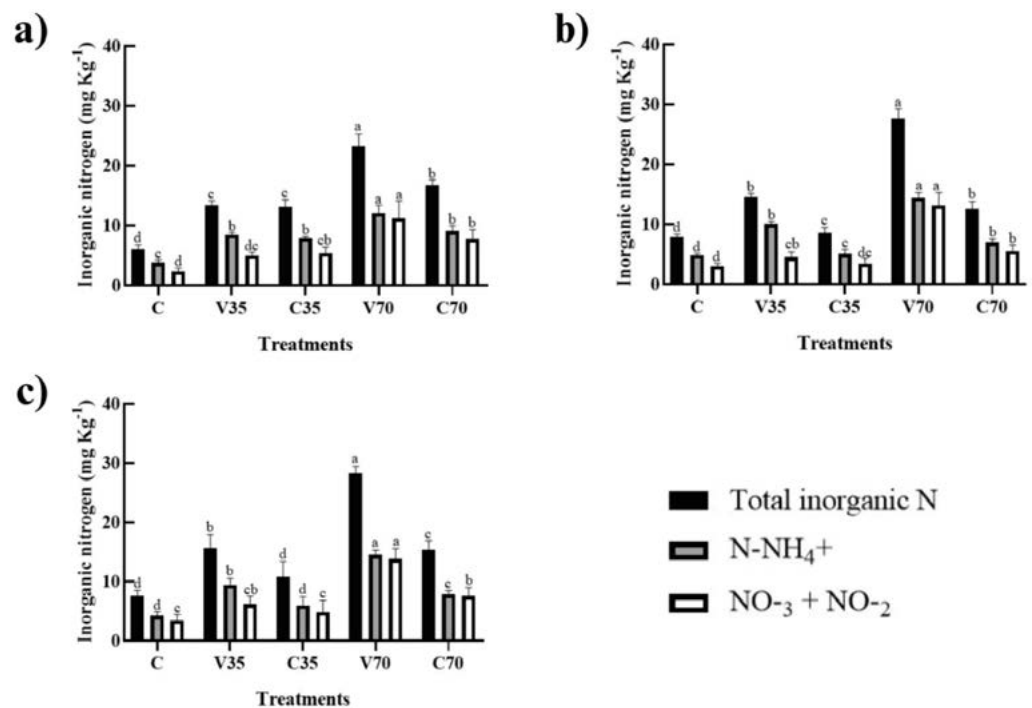 a)
Inorganic nitrogen (mg Kg-1)
40
30
20
10
0
d c d
c b dc
c b cb
a a a
b b b
C V35 C35 V70 C70
Treatments
b)
Inorganic nitrogen (mg Kg-1)
40
30
20
10
0
d d d
b b cb
c c dc
a a a
b b b
C V35 C35 V70 C70
Treatments
c)
Inorganic nitrogen (mg Kg-1)
40
30
20
10
0
d d c
b b cb
d d d
a a a
c c b
C V35 C35 V70 C70
Treatments
Total inorganic N
N-NH4+
NO-3 + NO-2